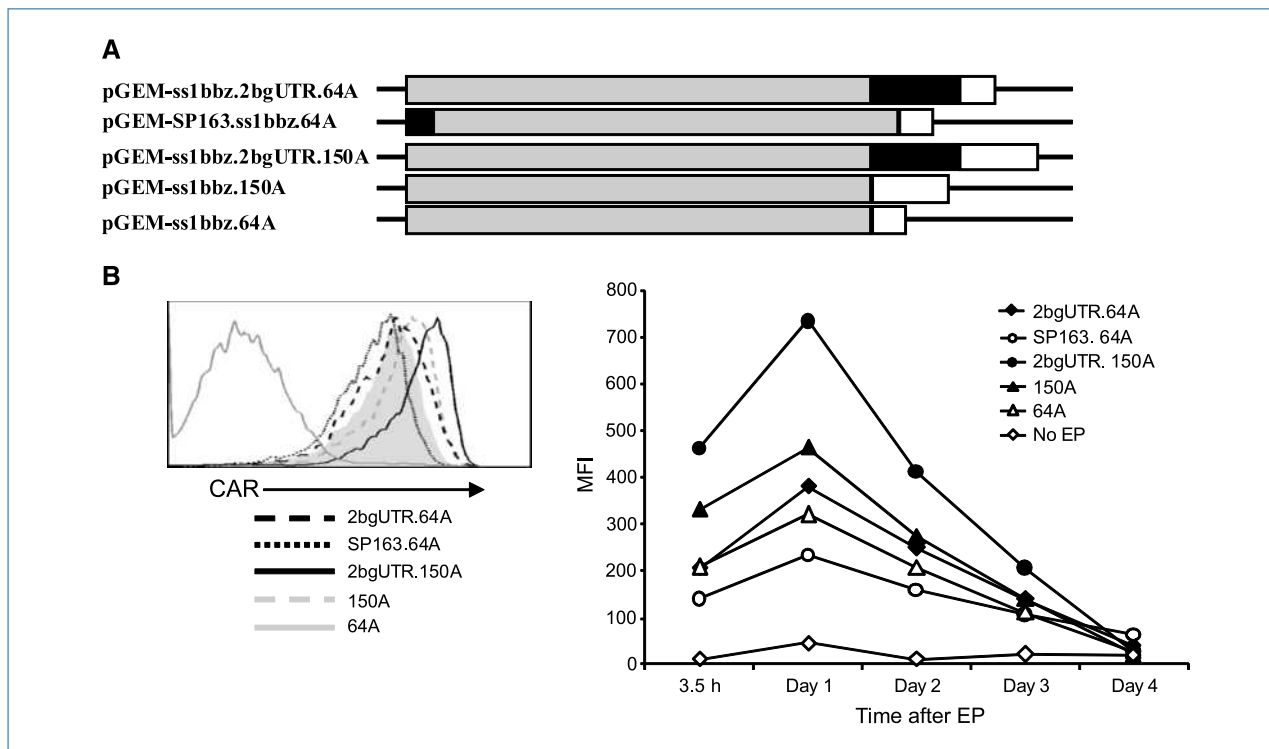 A
pGEM-ss1bbz.2bgUTR.64A
pGEM-SP163.ss1bbz.64A
pGEM-ss1bbz.2bgUTR.150A
pGEM-ss1bbz.150A
pGEM-ss1bbz.64A
B
CAR
2bgUTR.64A
SP163.64A
2bgUTR.150A
150A
64A
800
700
600
500
400
300
200
100
0
MFI
3.5 h
Day 1
Day 2
Day 3
Day 4
Time after EP
2bgUTR.64A
SP163. 64A
2bgUTR. 150A
150A
64A
No EP